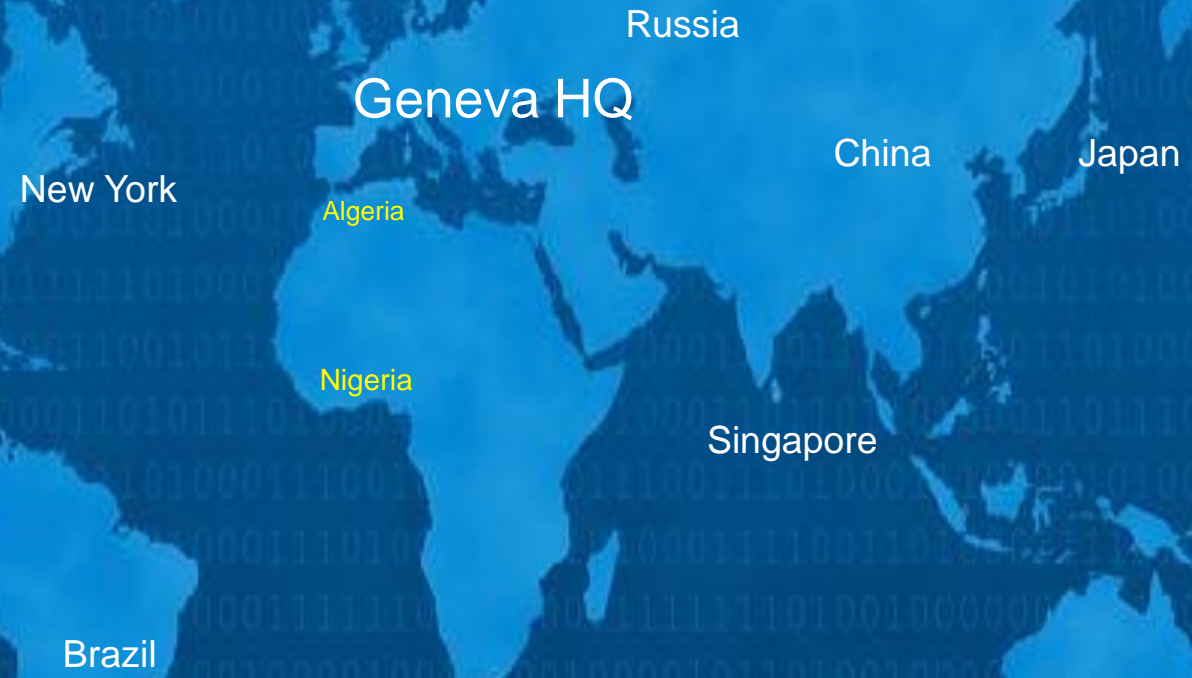 Russia
Geneva HQ
China
Japan
New York
Algeria
Nigeria
Singapore
Brazil